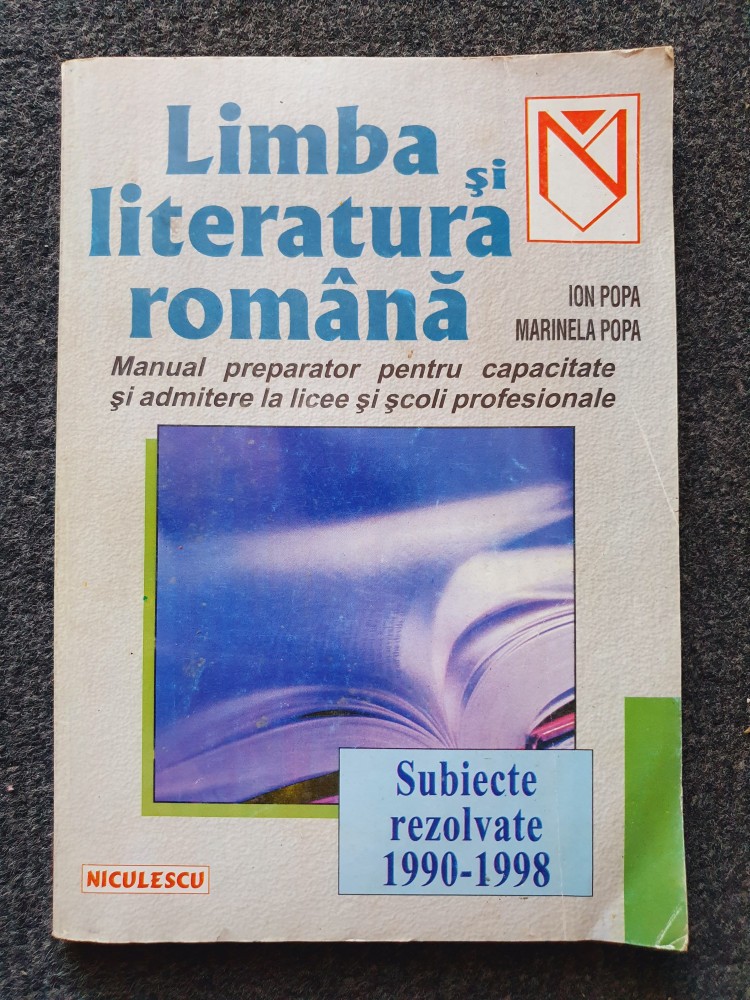 Limba
și
literatura
română
ION POPA
MARINELA POPA
Manual preparator pentru capacitate
și admitere la licee și școli profesionale
Subiecte
rezolvate
1990-1998
NICULESCU